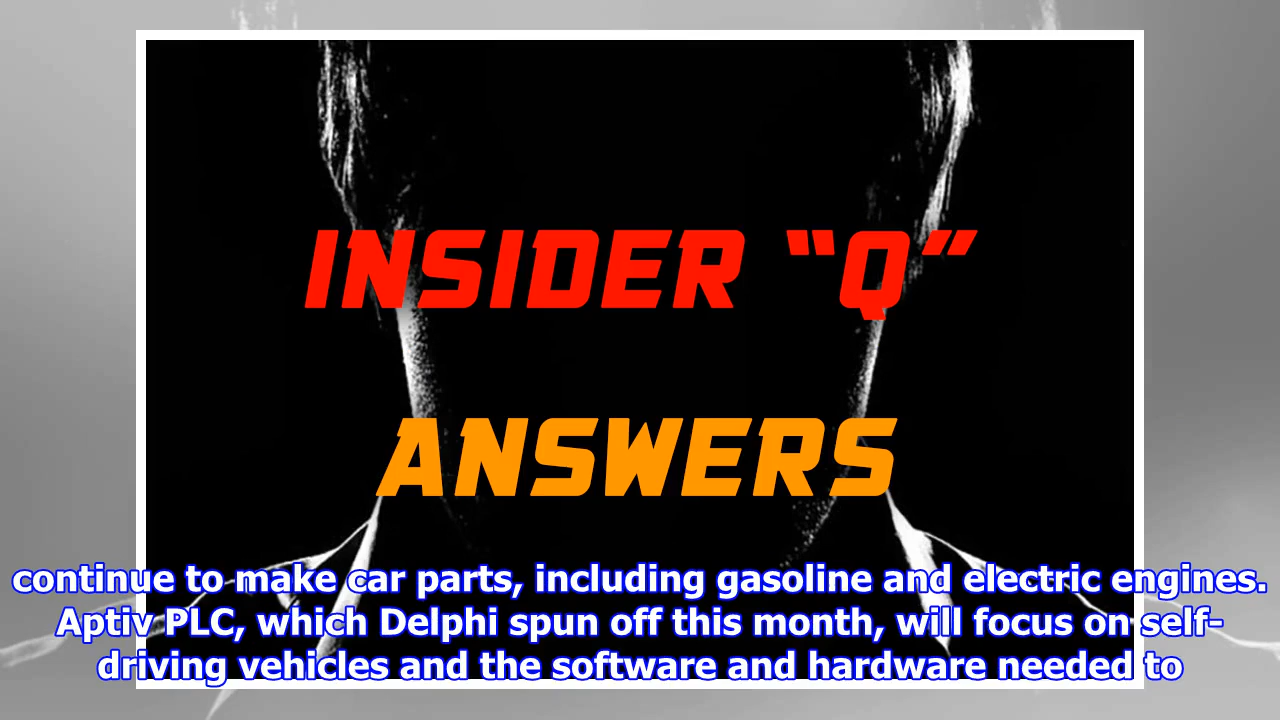 INSIDER “Q”
ANSWERS
continue to make car parts, including gasoline and electric engines.
Aptiv PLC, which Delphi spun off this month, will focus on self-
driving vehicles and the software and hardware needed to